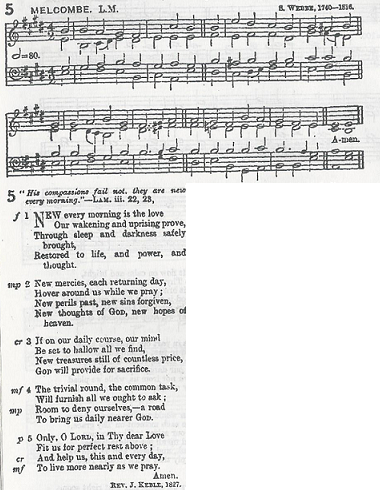 5 MELCOMBE. L.M. S. WEBBE, 1740—1816.
=80.
A-men.
5 "His compassions fail not, they are new
every morning."—LAM. iii. 22, 23.
f 1 NEW every morning is the love
Our wakening and uprising prove,
Through sleep and darkness safely
brought,
Restored to life, and power, and
thought.
mp 2 New mercies, each returning day,
Hover around us while we pray;
New perils past, new sins forgiven,
New thoughts of GOD, new hopes of
heaven.
cr 3 If on our daily course, our mind
Be set to hallow all we find,
New treasures still of countless price,
GOD will provide for sacrifice.
mf 4 The trivial round, the common task,
Will furnish all we ought to ask;
mp Room to deny ourselves,—a road
To bring us daily nearer GOD.
p 5 Only, O LORD, in Thy dear Love
Fit us for perfect rest above;
cr And help us, this and every day,
mf To live more nearly as we pray.
Amen.
REV. J. KEBLE, 1827.